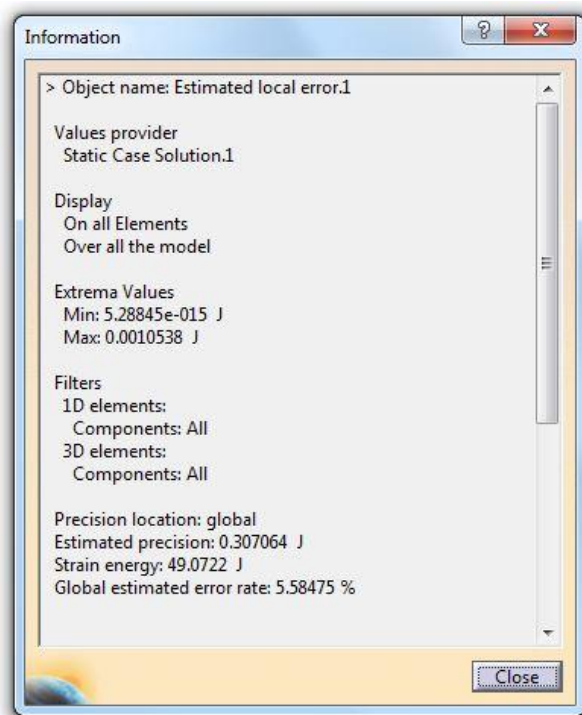 Information
> Object name: Estimated local error.1
Values provider
Static Case Solution.1
Display
On all Elements
Over all the model
Extrema Values
Min: 5.28845e-015 J
Max: 0.0010538 J
Filters
1D elements:
Components: All
3D elements:
Components: All
Precision location: global
Estimated precision: 0.307064 J
Strain energy: 49.0722 J
Global estimated error rate: 5.58475 %
Close